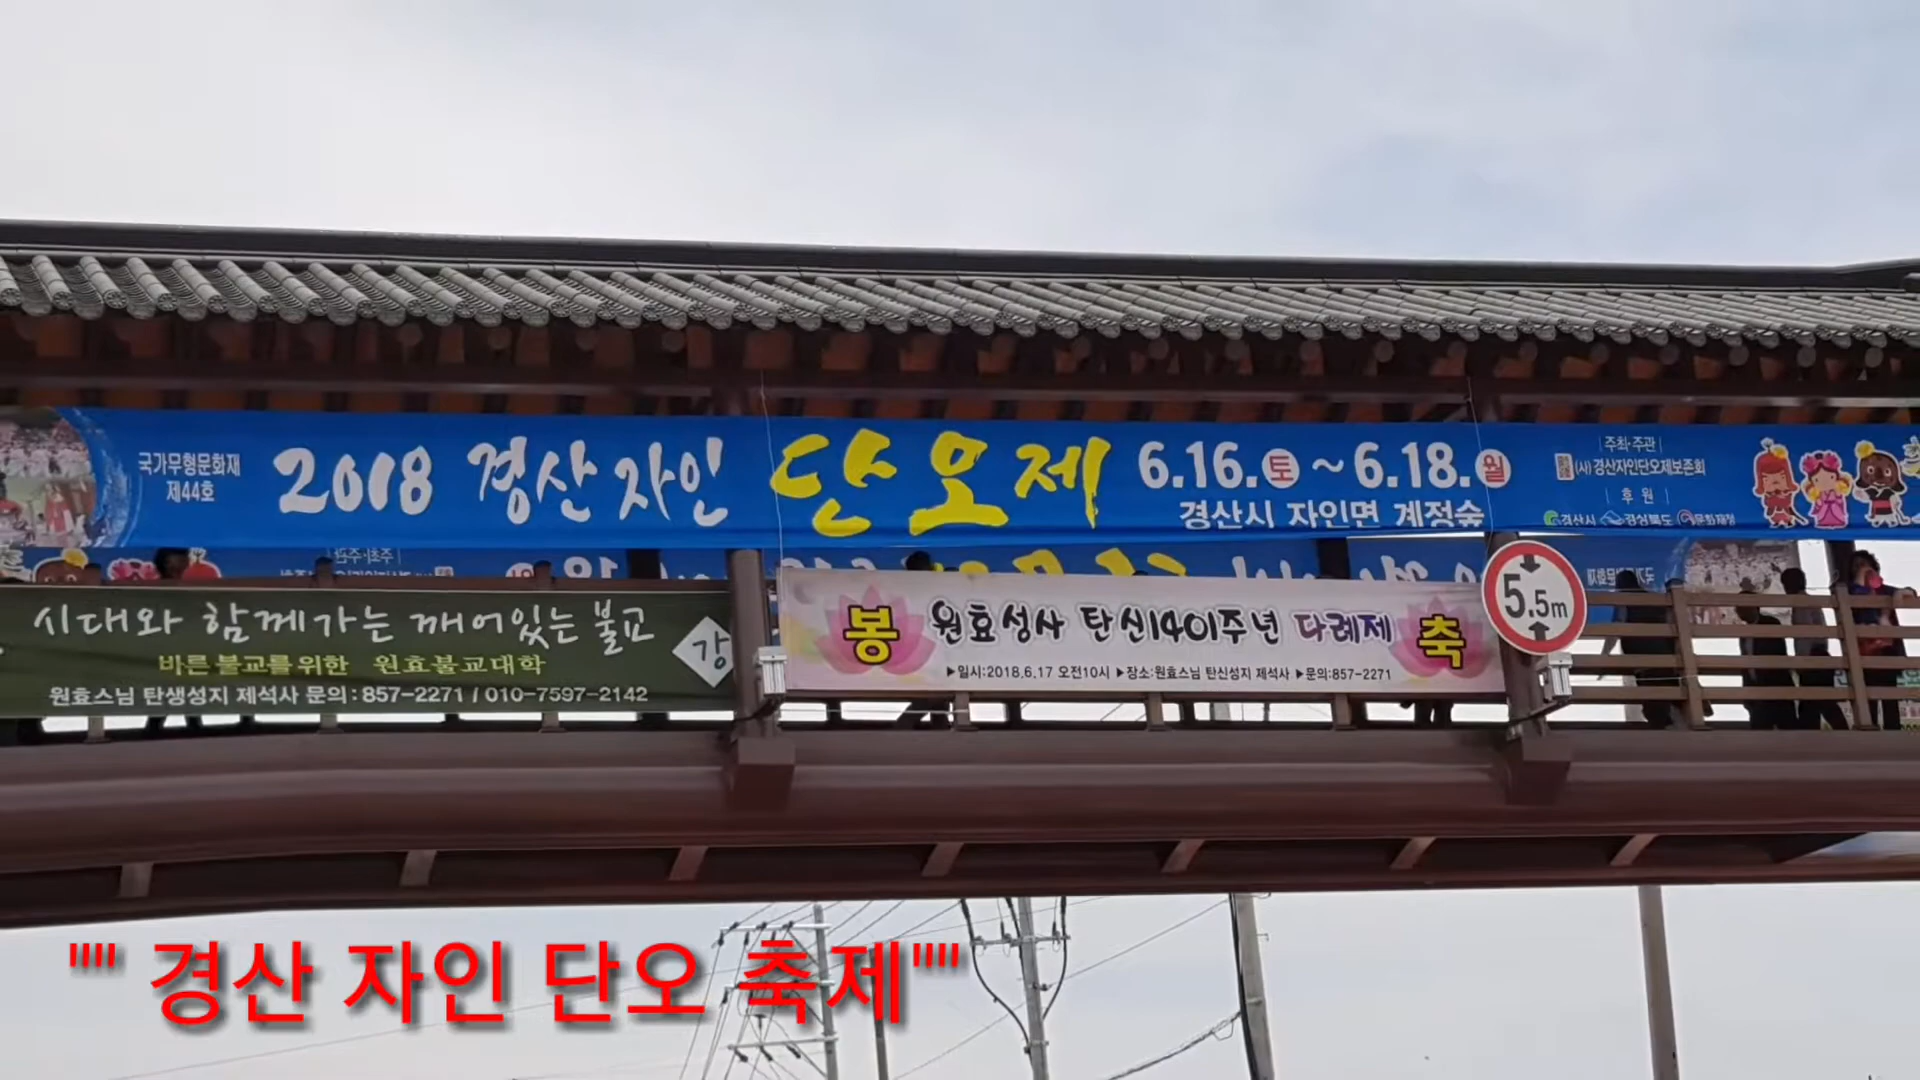 국가무형문화재
제44호
2018 경산 자인 단오제
6.16.토~6.18.월
경산시 자인면 계정숲
주최·주관
(사)경산자인단오제보존회
후원
경산시 경상북도 문화재청
시대와 함께가는 깨어있는 불교
강
바른 불교를 위한 원효불교대학
원효스님 탄생성지 제석사 문의:857-2271 / 010-7597-2142
봉 원효성사 탄신1401주년 다례제 축
▶일시:2018.6.17 오전10시 ▶장소:원효스님 탄신성지 제석사 ▶문의:857-2271
5.5m
"" 경산 자인 단오 축제""